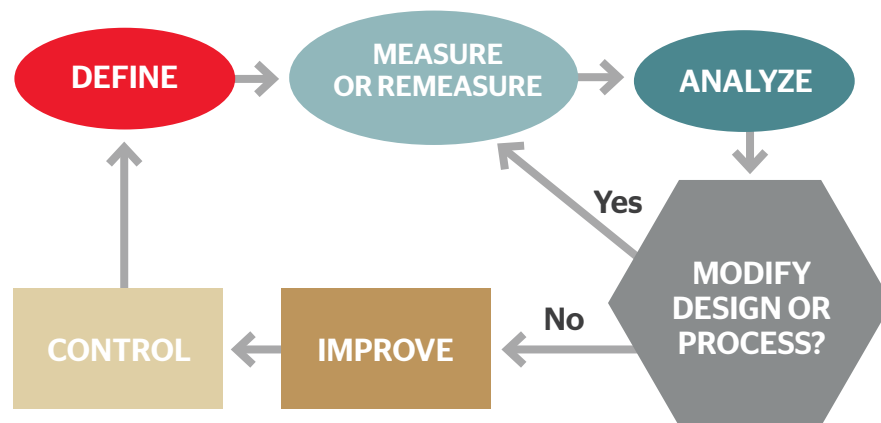 DEFINE
MEASURE
OR REMEASURE
ANALYZE
Yes
MODIFY
DESIGN OR
PROCESS?
No
IMPROVE
CONTROL